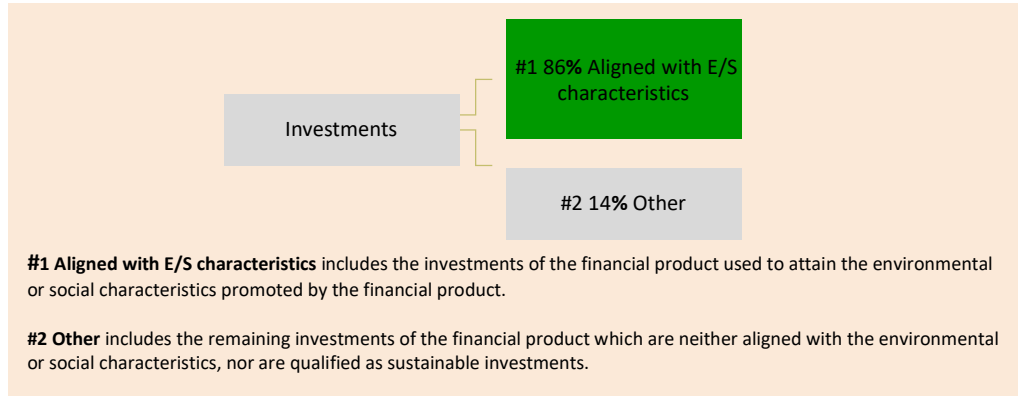 #1 86% Aligned with E/S
characteristics
Investments
#2 14% Other
#1 Aligned with E/S characteristics includes the investments of the financial product used to attain the environmental
or social characteristics promoted by the financial product.
#2 Other includes the remaining investments of the financial product which are neither aligned with the environmental
or social characteristics, nor are qualified as sustainable investments.